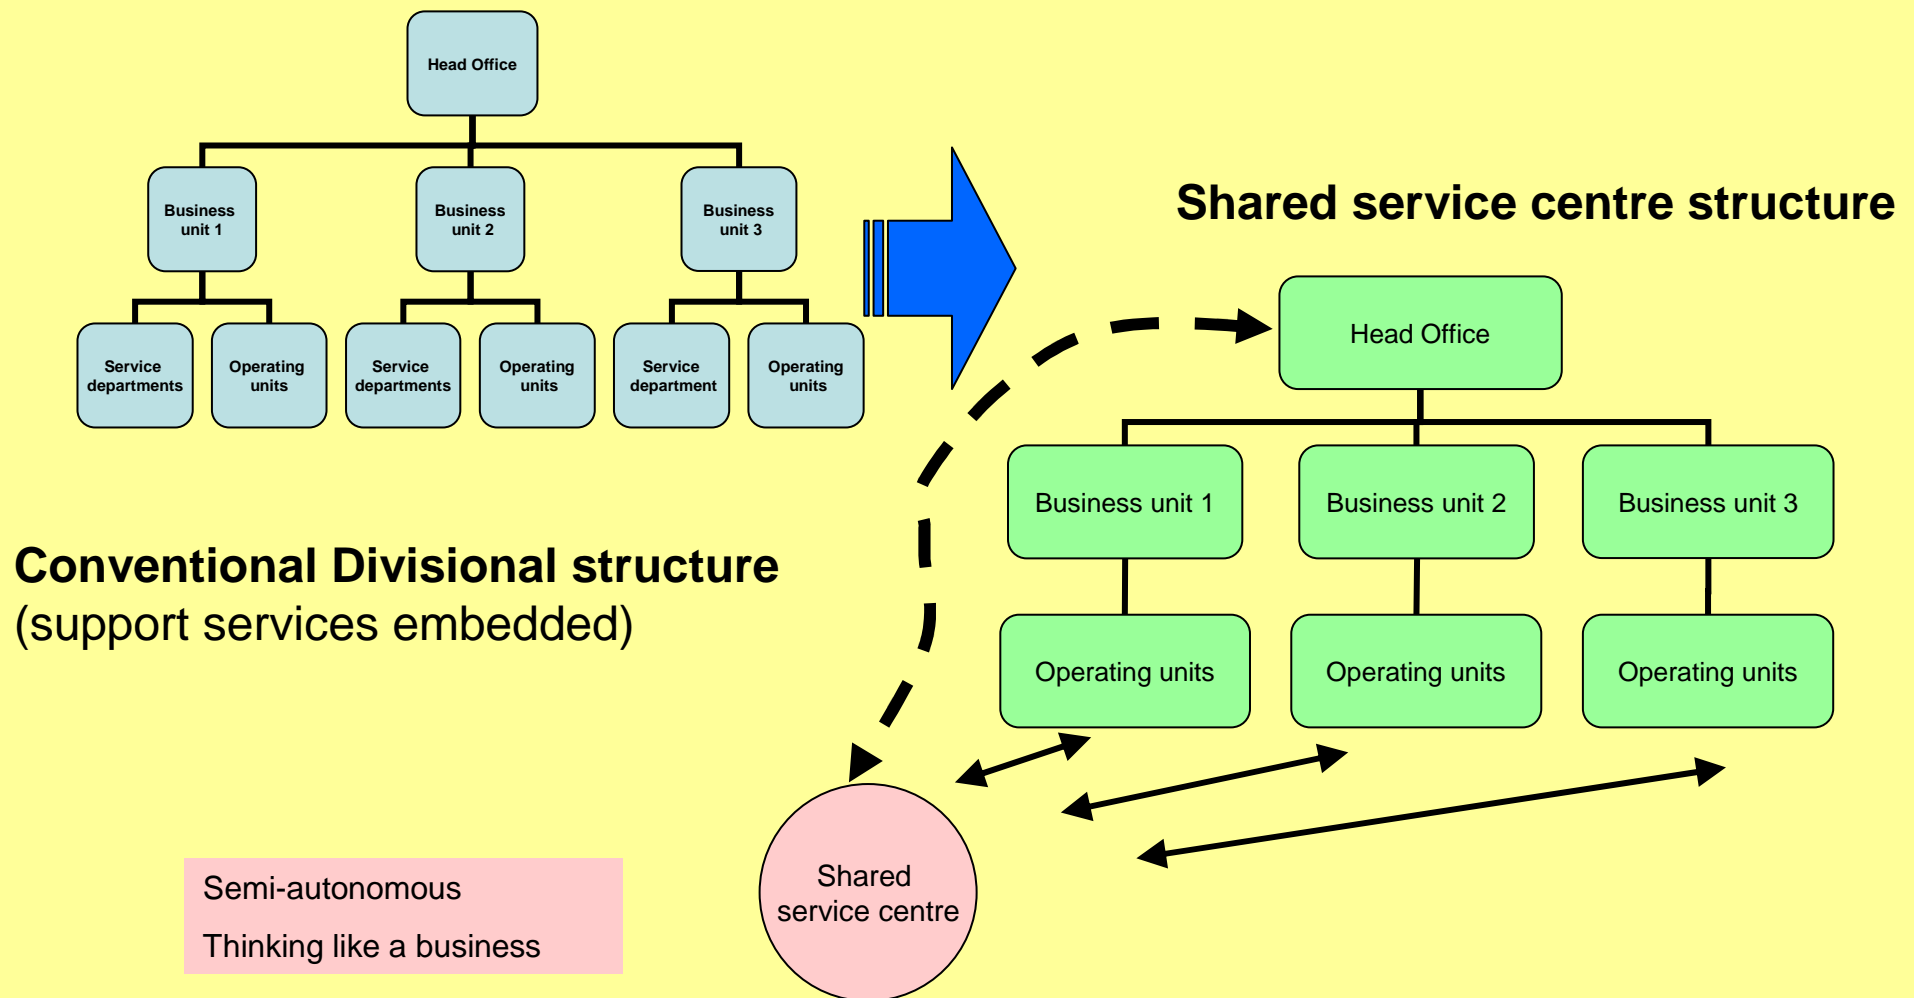 Head Office
Business
unit 1
Business
unit 2
Business
unit 3
Service
departments
Operating
units
Service
departments
Operating
units
Service
department
Operating
units
Conventional Divisional structure
(support services embedded)
Shared service centre structure
Head Office
Business unit 1
Business unit 2
Business unit 3
Operating units
Operating units
Operating units
Shared
service centre
Semi-autonomous
Thinking like a business